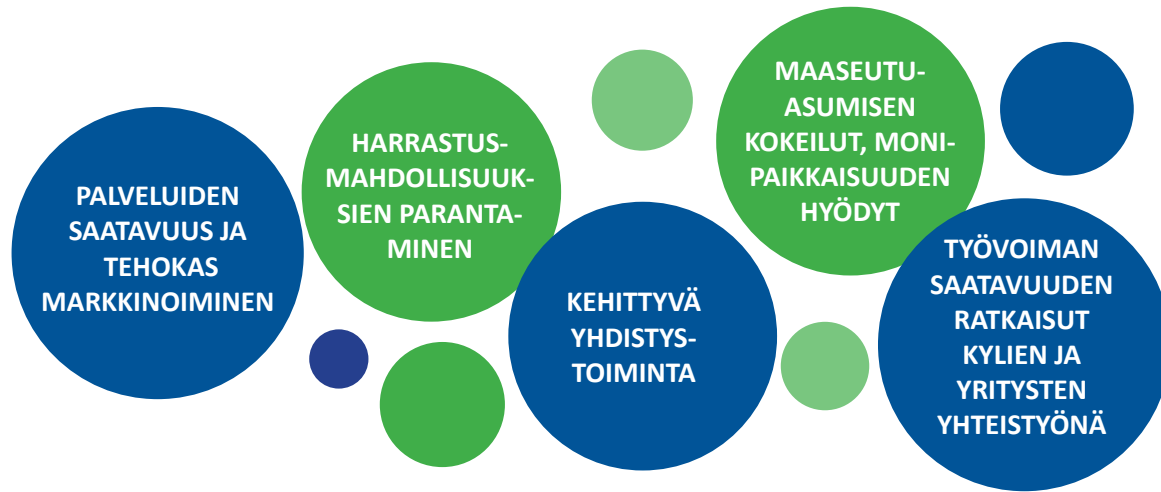 PALVELUIDEN
SAATAVUUS JA
TEHOKAS
MARKKINOIMINEN
HARRASTUS-
MAHDOLLISUUK-
SIEN PARANTA-
MINEN
KEHITTYVÄ
YHDISTYS-
TOIMINTA
MAASEUTU-
ASUMISEN
KOKEILUT, MONI-
PAIKKAISUUDEN
HYÖDYT
TYÖVOIMAN
SAATAVUUDEN
RATKAISUT
KYLIEN JA
YRITYSTEN
YHTEISTYÖNÄ